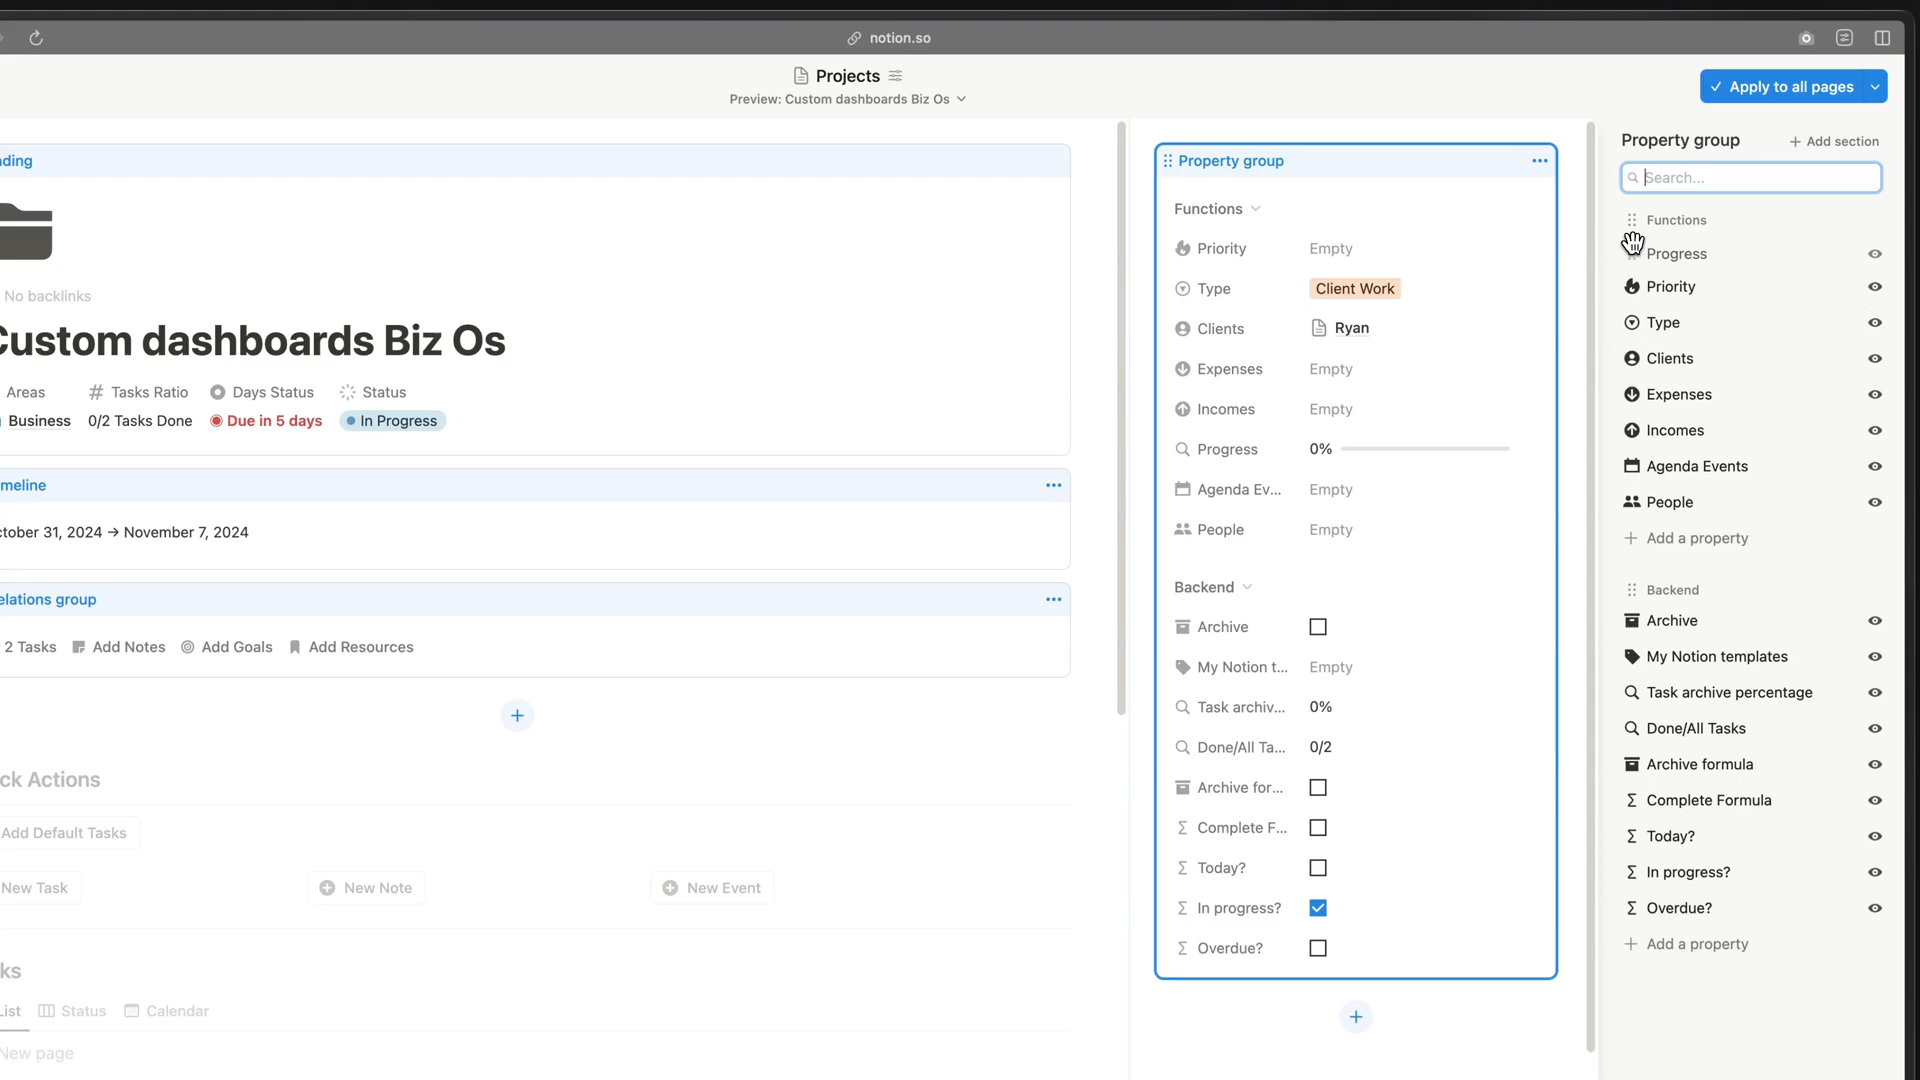 notion.so
Projects
Preview: Custom dashboards Biz Os
Apply to all pages
ding
No backlinks
Custom dashboards Biz Os
Areas
Tasks Ratio
Days Status
Status
Business
0/2 Tasks Done
Due in 5 days
In Progress
meline
tober 31, 2024 → November 7, 2024
elations group
2 Tasks
Add Notes
Add Goals
Add Resources
ck Actions
Add Default Tasks
New Task
New Note
New Event
ks
List
Status
Calendar
New page
Property group
Functions
Priority Empty
Type Client Work
Clients Ryan
Expenses Empty
Incomes Empty
Progress 0%
Agenda Ev... Empty
People Empty
Backend
Archive
My Notion t... Empty
Task archiv... 0%
Done/All Ta... 0/2
Archive for...
Complete F...
Today?
In progress?
Overdue?
Property group
Add section
Search...
Functions
Progress
Priority
Type
Clients
Expenses
Incomes
Agenda Events
People
Add a property
Backend
Archive
My Notion templates
Task archive percentage
Done/All Tasks
Archive formula
Complete Formula
Today?
In progress?
Overdue?
Add a property